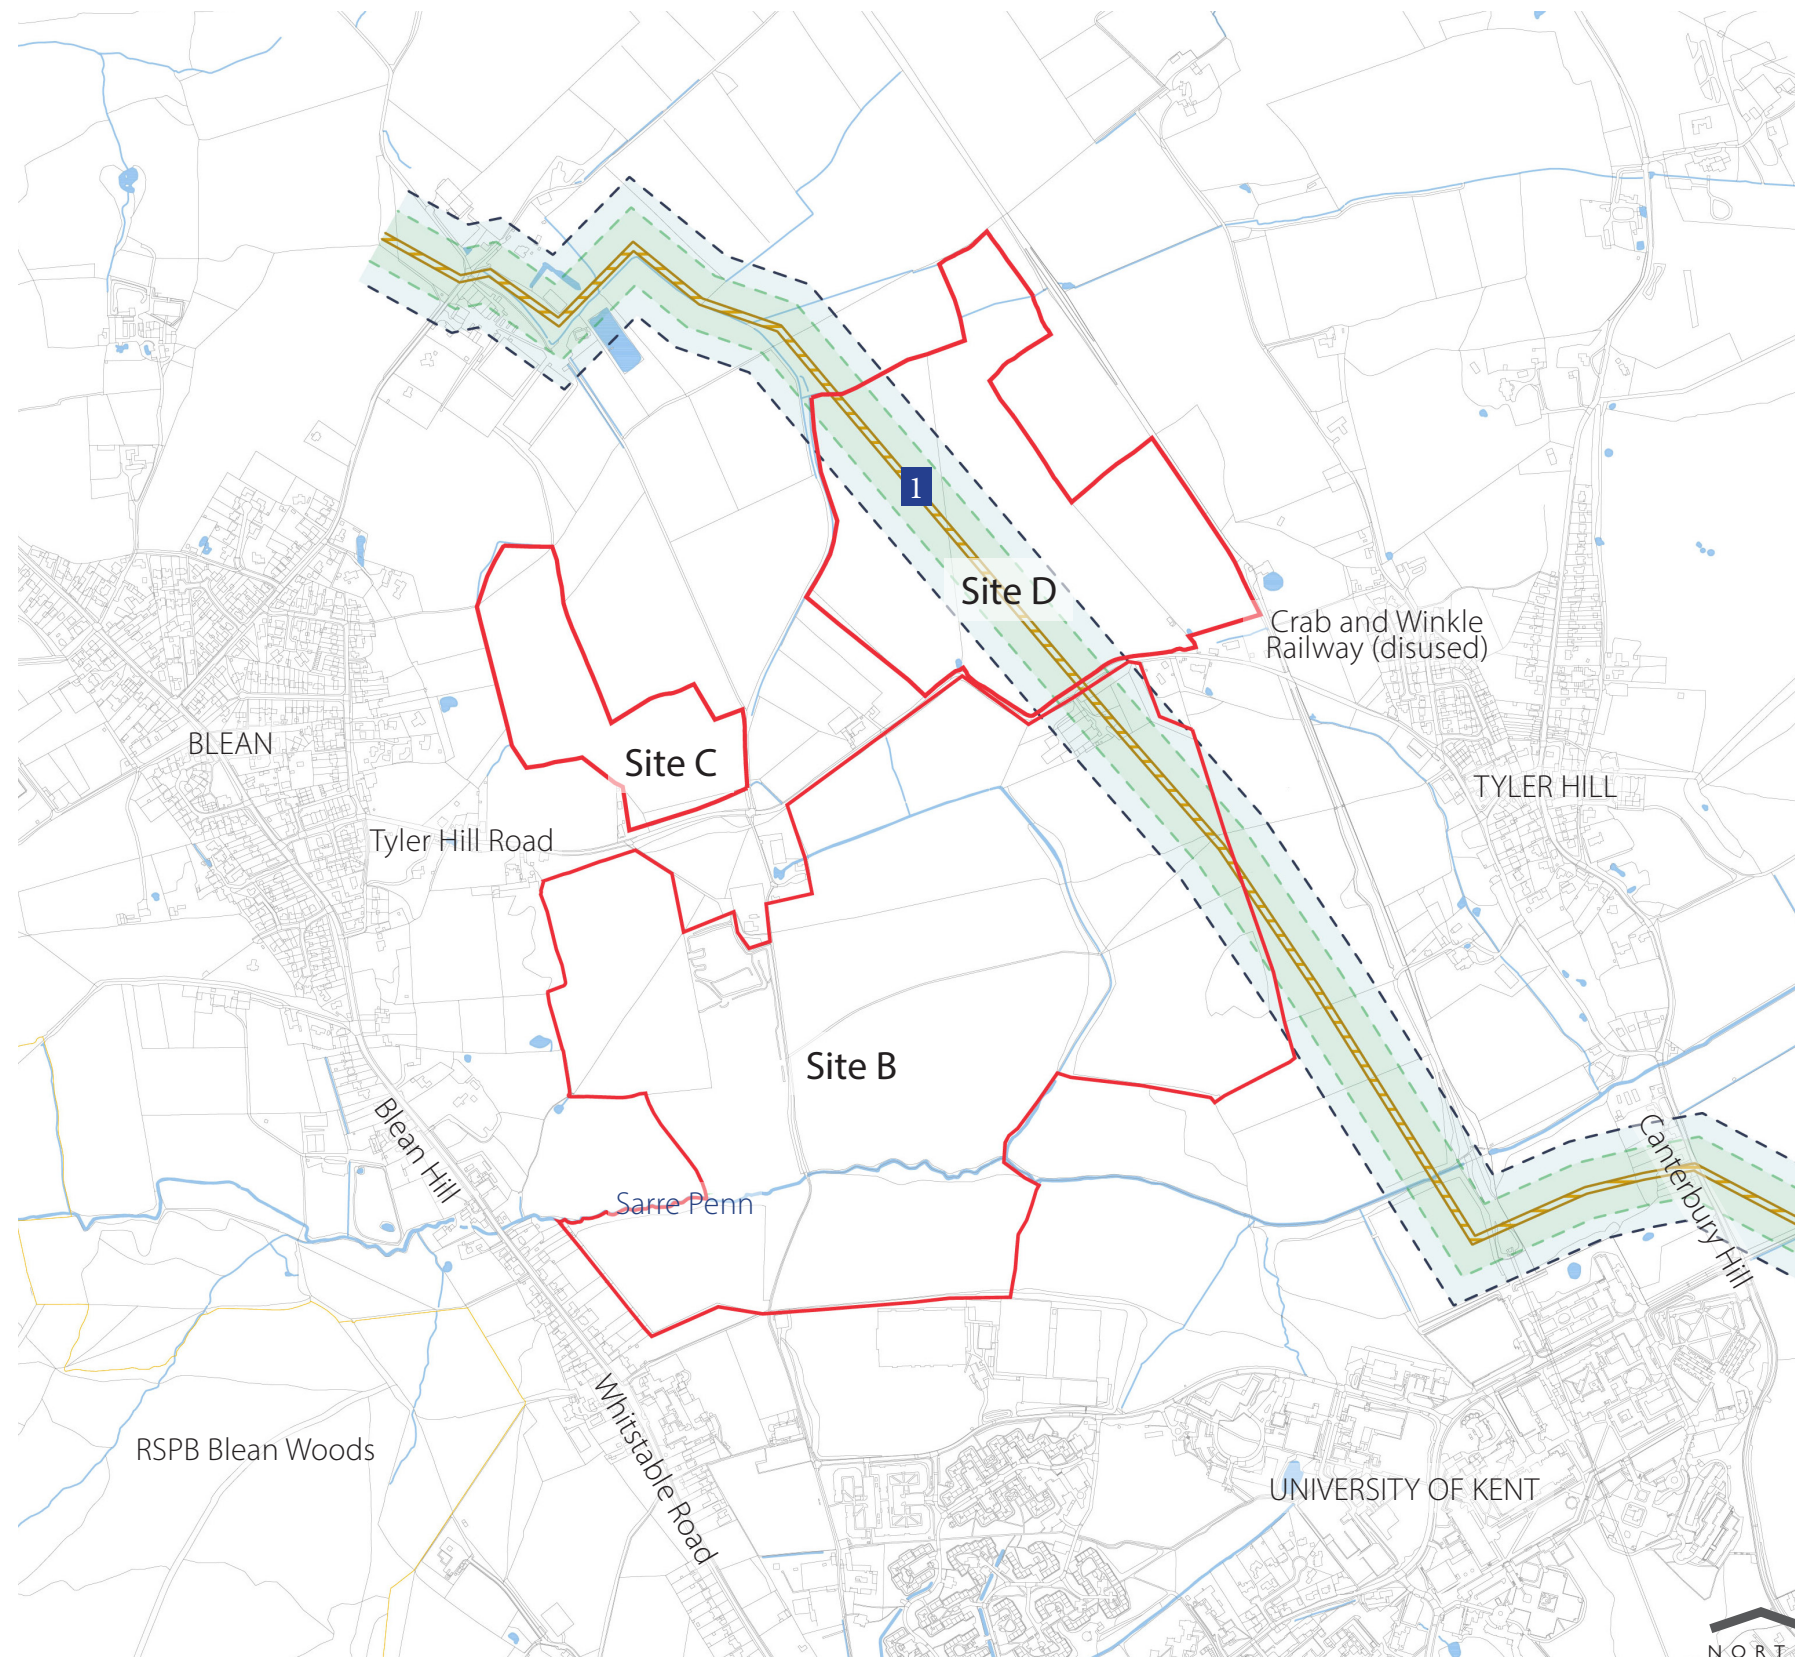 1
Site D
Crab and Winkle
Railway (disused)
BLEAN
Site C
TYLER HILL
Tyler Hill Road
Site B
Blean Hill
Sarre Penn
Canterbury Hill
Whitstable Road
RSPB Blean Woods
UNIVERSITY OF KENT
NORT